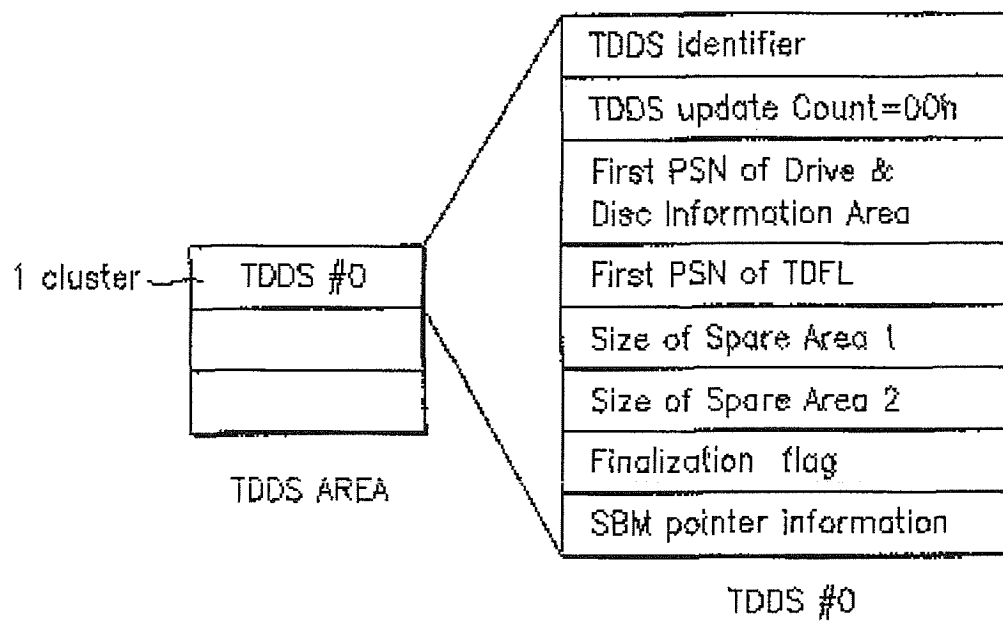 1 cluster
TDDS #0
TDDS AREA
TDDS identifier
TDDS update Count=00h
First PSN of Drive &
Disc Information Area
First PSN of TDFL
Size of Spare Area 1
Size of Spare Area 2
Finalization flag
SBM pointer information
TDDS #0